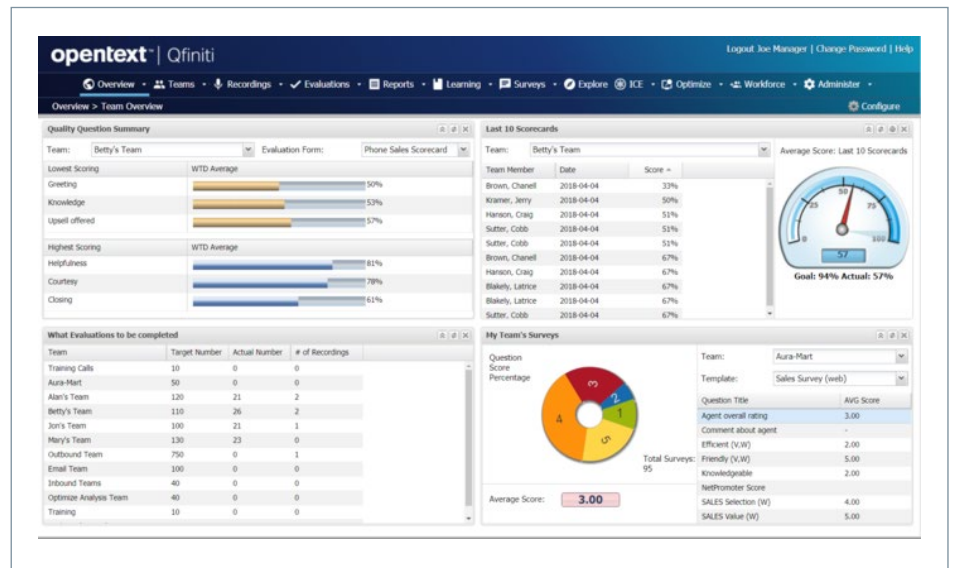 opentext™ | Qfiniti
Logout Joe Manager | Change Password | Help
Overview Teams Recordings Evaluations Reports Learning Surveys Explore ICE Optimize Workforce Administer
Overview > Team Overview
Configure
Quality Question Summary
Team: Betty's Team Evaluation Form: Phone Sales Scorecard
Lowest Scoring WTD Average
Greeting 50%
Knowledge 53%
Upsell offered 57%
Highest Scoring WTD Average
Helpfulness 81%
Courtesy 78%
Closing 61%
Last 10 Scorecards
Team: Betty's Team
Team Member Date Score
Brown, Chanell 2018-04-04 33%
Kramer, Jerry 2018-04-04 50%
Hanson, Craig 2018-04-04 51%
Sutter, Cobb 2018-04-04 51%
Sutter, Cobb 2018-04-04 51%
Brown, Chanell 2018-04-04 67%
Hanson, Craig 2018-04-04 67%
Blakely, Latrice 2018-04-04 67%
Blakely, Latrice 2018-04-04 67%
Sutter, Cobb 2018-04-04 67%
Average Score: Last 10 Scorecards
0 25 50 75 100
57
Goal: 94% Actual: 57%
What Evaluations to be completed
Team Target Number Actual Number # of Recordings
Training Calls 10 0 0
Aura-Mart 50 0 0
Alan's Team 120 21 2
Betty's Team 110 26 2
Jon's Team 100 21 1
Mary's Team 130 23 0
Outbound Team 750 0 1
Email Team 100 0 0
Inbound Teams 40 0 0
Optimize Analysis Team 40 0 0
Training 10 0 0
My Team's Surveys
Question
Score
Percentage
3
2
1
4
5
Total Surveys:
95
Average Score: 3.00
Team: Aura-Mart
Template: Sales Survey (web)
Question Title AVG Score
Agent overall rating 3.00
Comment about agent -
Efficient (V,W) 2.00
Friendly (V,W) 5.00
Knowledgeable 2.00
NetPromoter Score
SALES Selection (W) 4.00
SALES Value (W) 5.00